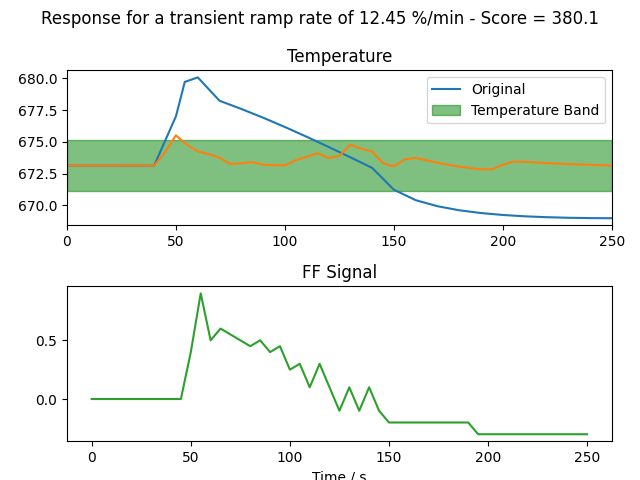 Response for a transient ramp rate of 12.45 %/min - Score = 380.1
Temperature
680.0
677.5
675.0
672.5
670.0
Original
Temperature Band
0 50 100 150 200 250
FF Signal
0.5
0.0
0 50 100 150 200 250
Time / s